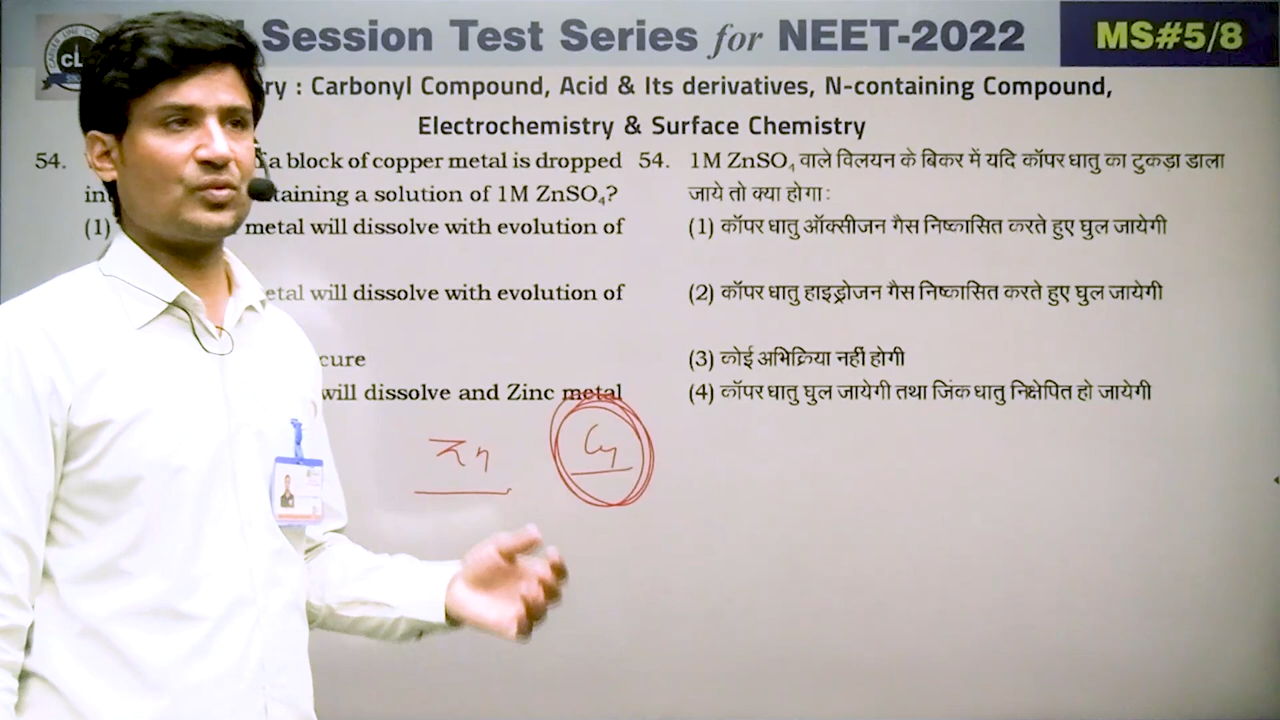 Session Test Series for NEET-2022
MS#5/8
ry : Carbonyl Compound, Acid & Its derivatives, N-containing Compound,
Electrochemistry & Surface Chemistry
54.
a block of copper metal is dropped
in
taining a solution of 1M ZnSO₄?
(1)
metal will dissolve with evolution of
etal will dissolve with evolution of
cure
will dissolve and Zinc metal
54. 1M ZnSO₄ वाले विलयन के बिकर में यदि कॉपर धातु का टुकड़ा डाला
जाये तो क्या होगा :
(1) कॉपर धातु ऑक्सीजन गैस निष्कासित करते हुए घुल जायेगी
(2) कॉपर धातु हाइड्रोजन गैस निष्कासित करते हुए घुल जायेगी
(3) कोई अभिक्रिया नहीं होगी
(4) कॉपर धातु घुल जायेगी तथा जिंक धातु निक्षेपित हो जायेगी
Zn
Cu